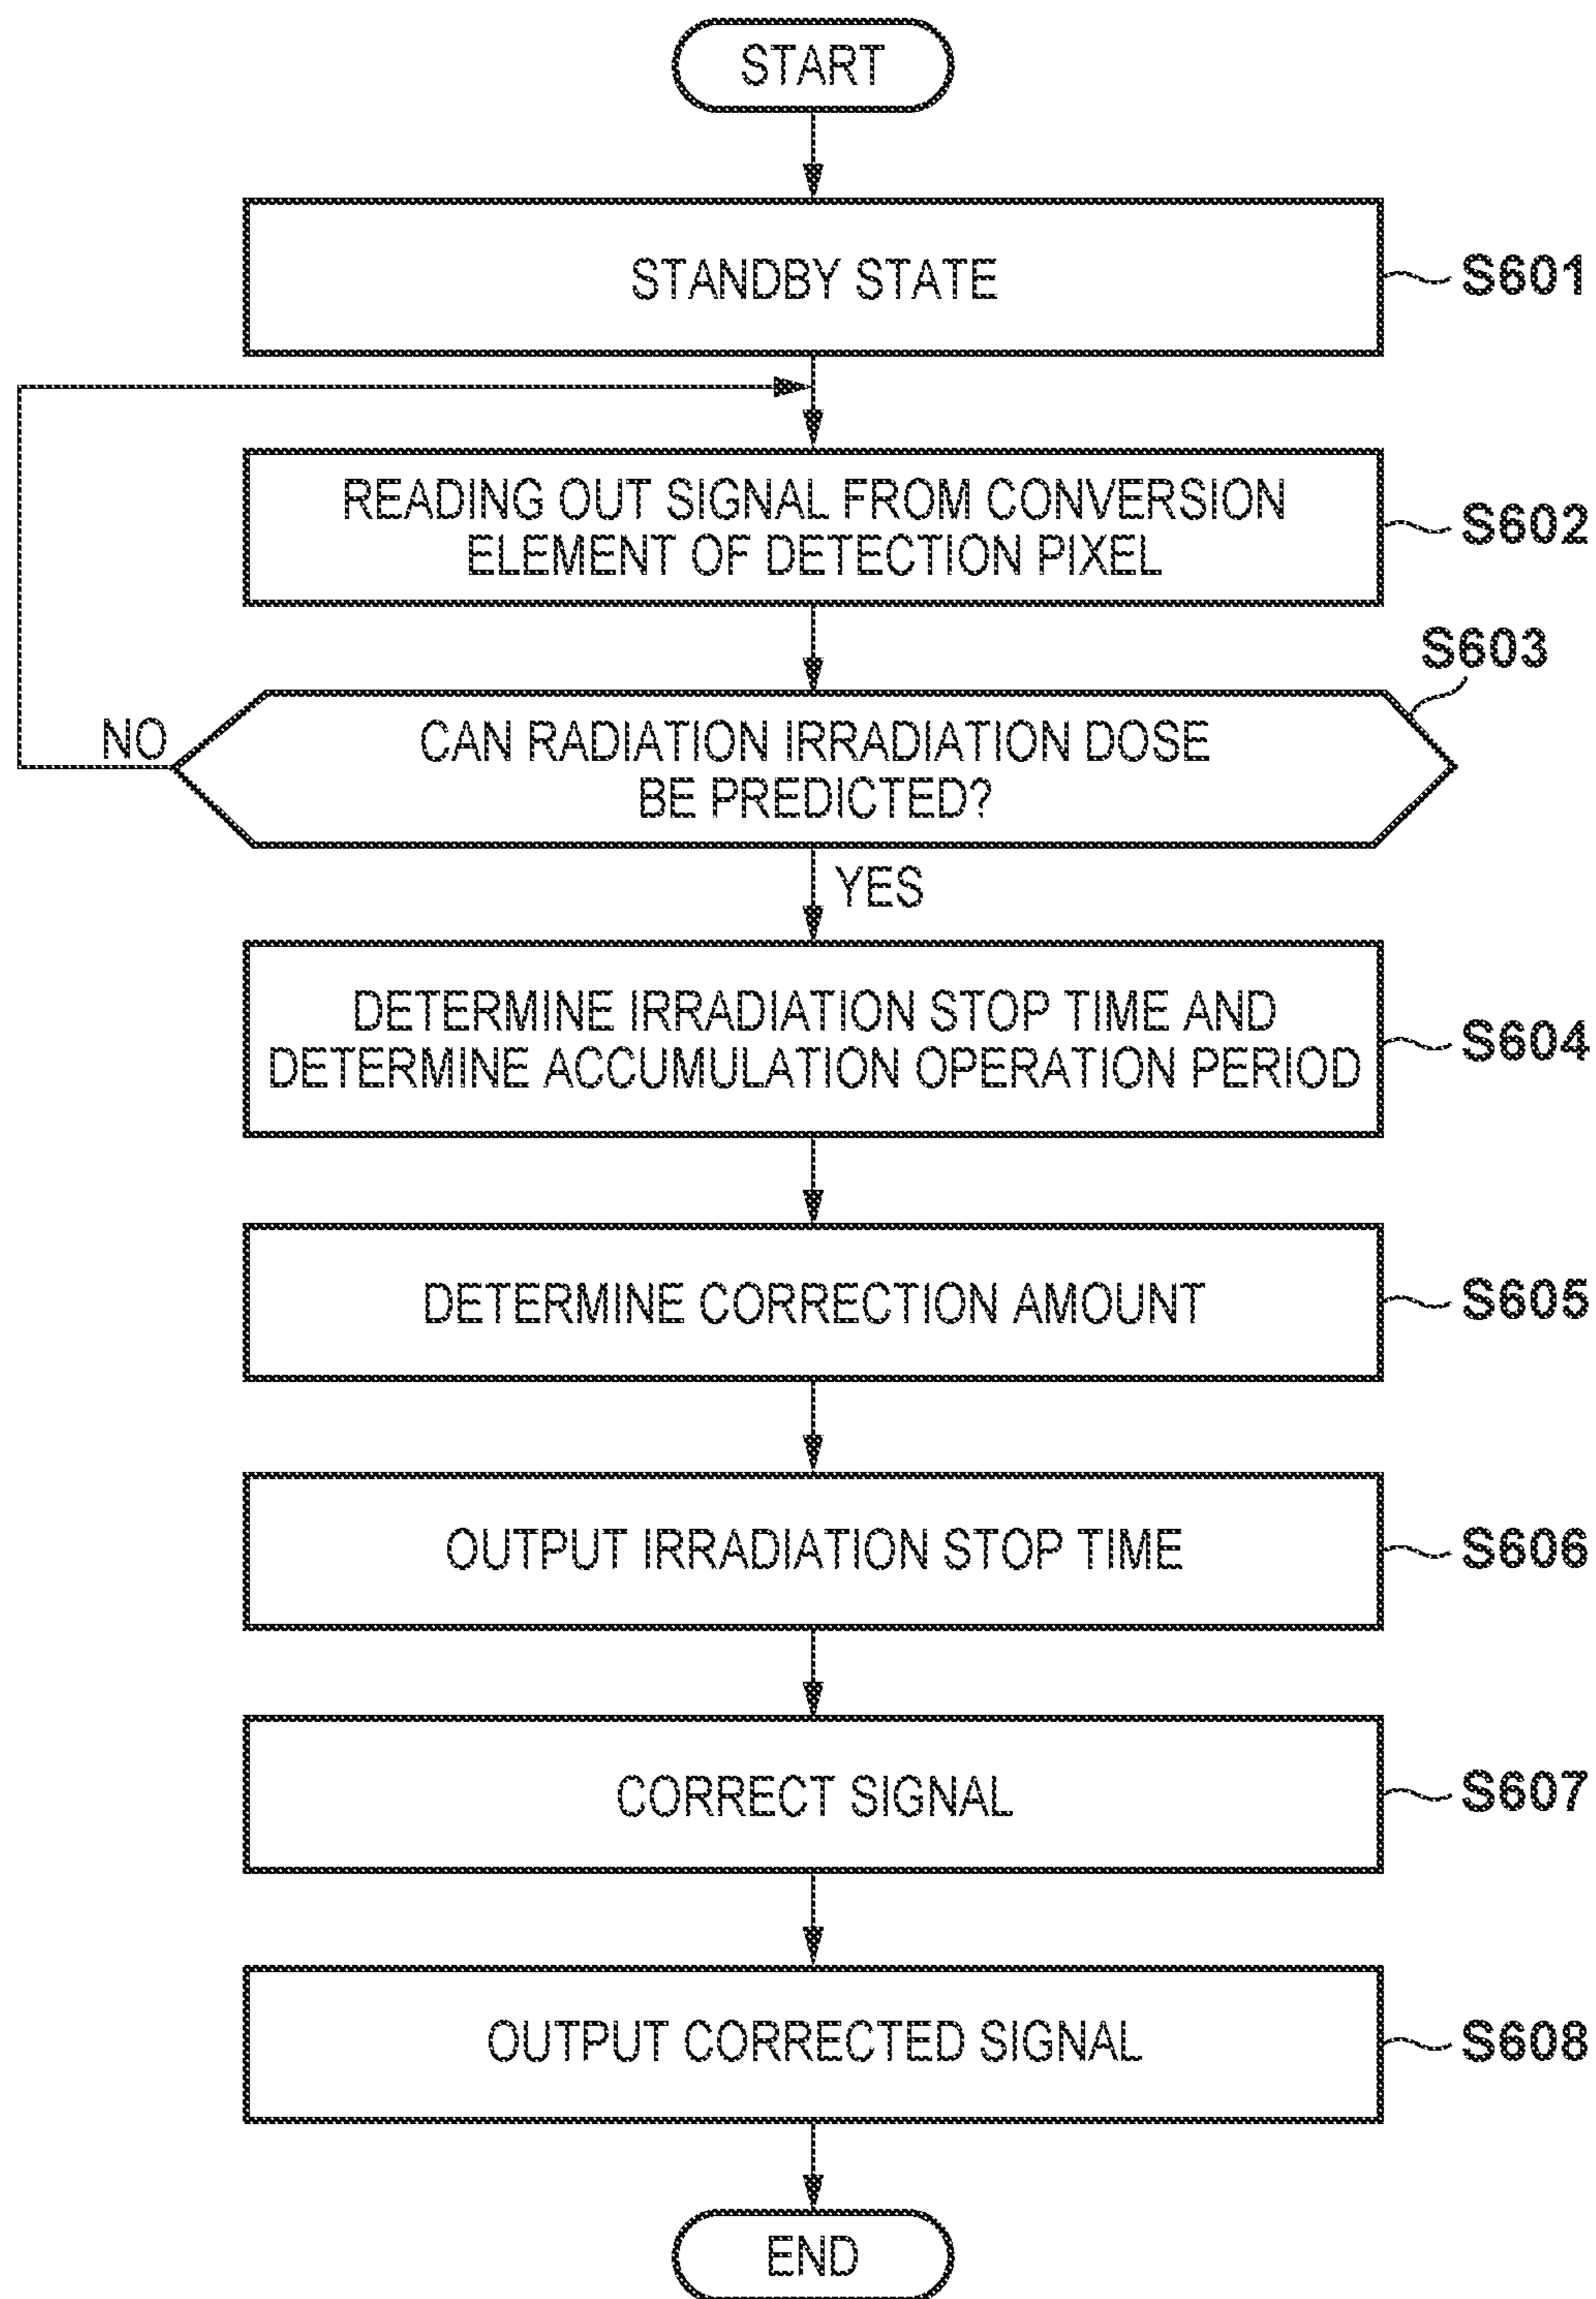 START
STANDBY STATE
S601
READING OUT SIGNAL FROM CONVERSION
ELEMENT OF DETECTION PIXEL
S602
S603
CAN RADIATION IRRADIATION DOSE
BE PREDICTED?
NO
YES
DETERMINE IRRADIATION STOP TIME AND
DETERMINE ACCUMULATION OPERATION PERIOD
S604
DETERMINE CORRECTION AMOUNT
S605
OUTPUT IRRADIATION STOP TIME
S606
CORRECT SIGNAL
S607
OUTPUT CORRECTED SIGNAL
S608
END